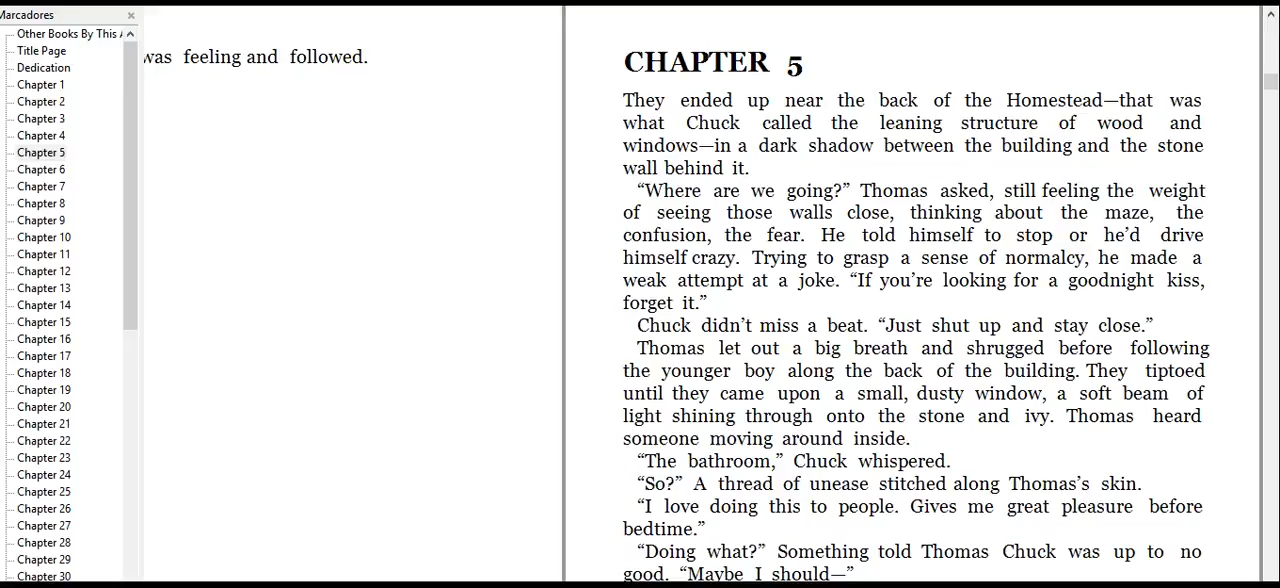 Marcadores
Other Books By This A
Title Page
Dedication
Chapter 1
Chapter 2
Chapter 3
Chapter 4
Chapter 5
Chapter 6
Chapter 7
Chapter 8
Chapter 9
Chapter 10
Chapter 11
Chapter 12
Chapter 13
Chapter 14
Chapter 15
Chapter 16
Chapter 17
Chapter 18
Chapter 19
Chapter 20
Chapter 21
Chapter 22
Chapter 23
Chapter 24
Chapter 25
Chapter 26
Chapter 27
Chapter 28
Chapter 29
Chapter 30
was feeling and followed.
CHAPTER 5
They ended up near the back of the Homestead—that was
what Chuck called the leaning structure of wood and
windows—in a dark shadow between the building and the stone
wall behind it.
“Where are we going?” Thomas asked, still feeling the weight
of seeing those walls close, thinking about the maze, the
confusion, the fear. He told himself to stop or he’d drive
himself crazy. Trying to grasp a sense of normalcy, he made a
weak attempt at a joke. “If you’re looking for a goodnight kiss,
forget it.”
Chuck didn’t miss a beat. “Just shut up and stay close.”
Thomas let out a big breath and shrugged before following
the younger boy along the back of the building. They tiptoed
until they came upon a small, dusty window, a soft beam of
light shining through onto the stone and ivy. Thomas heard
someone moving around inside.
“The bathroom,” Chuck whispered.
“So?” A thread of unease stitched along Thomas’s skin.
“I love doing this to people. Gives me great pleasure before
bedtime.”
“Doing what?” Something told Thomas Chuck was up to no
good. “Maybe I should—”